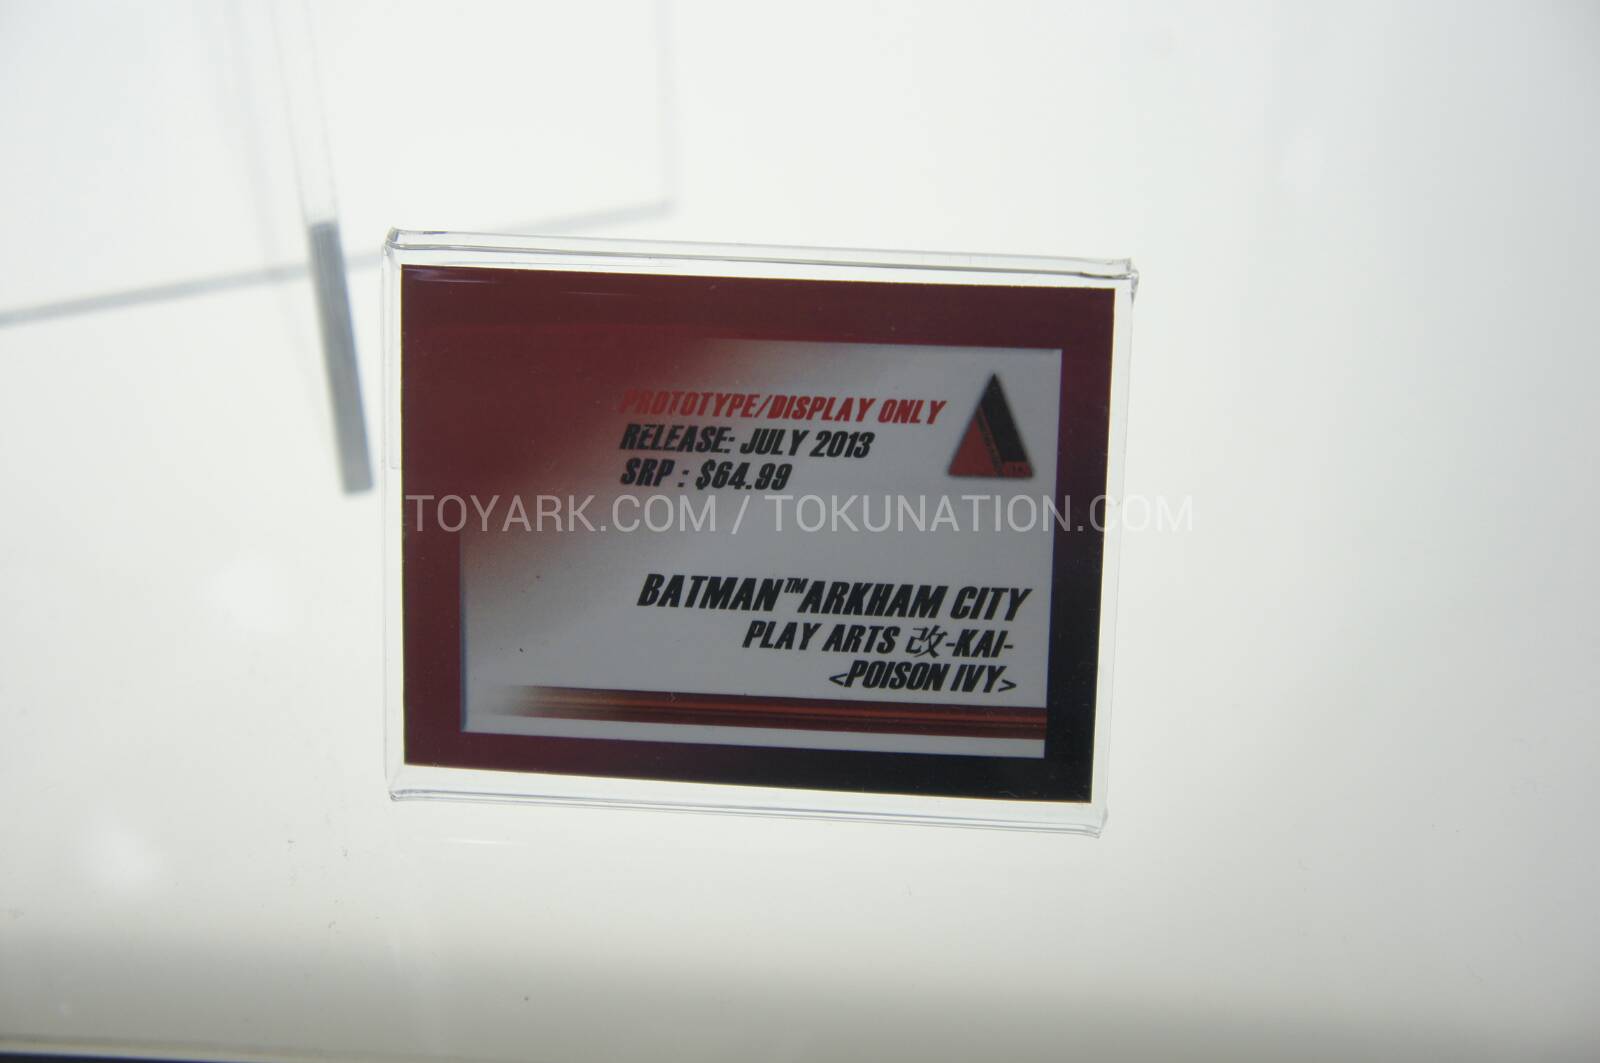 PROTOTYPE/DISPLAY ONLY
RELEASE: JULY 2013
SRP : $64.99
TOYARK.COM / TOKUNATION.COM
BATMAN™ARKHAM CITY
PLAY ARTS 改-KAI-
<POISON IVY>